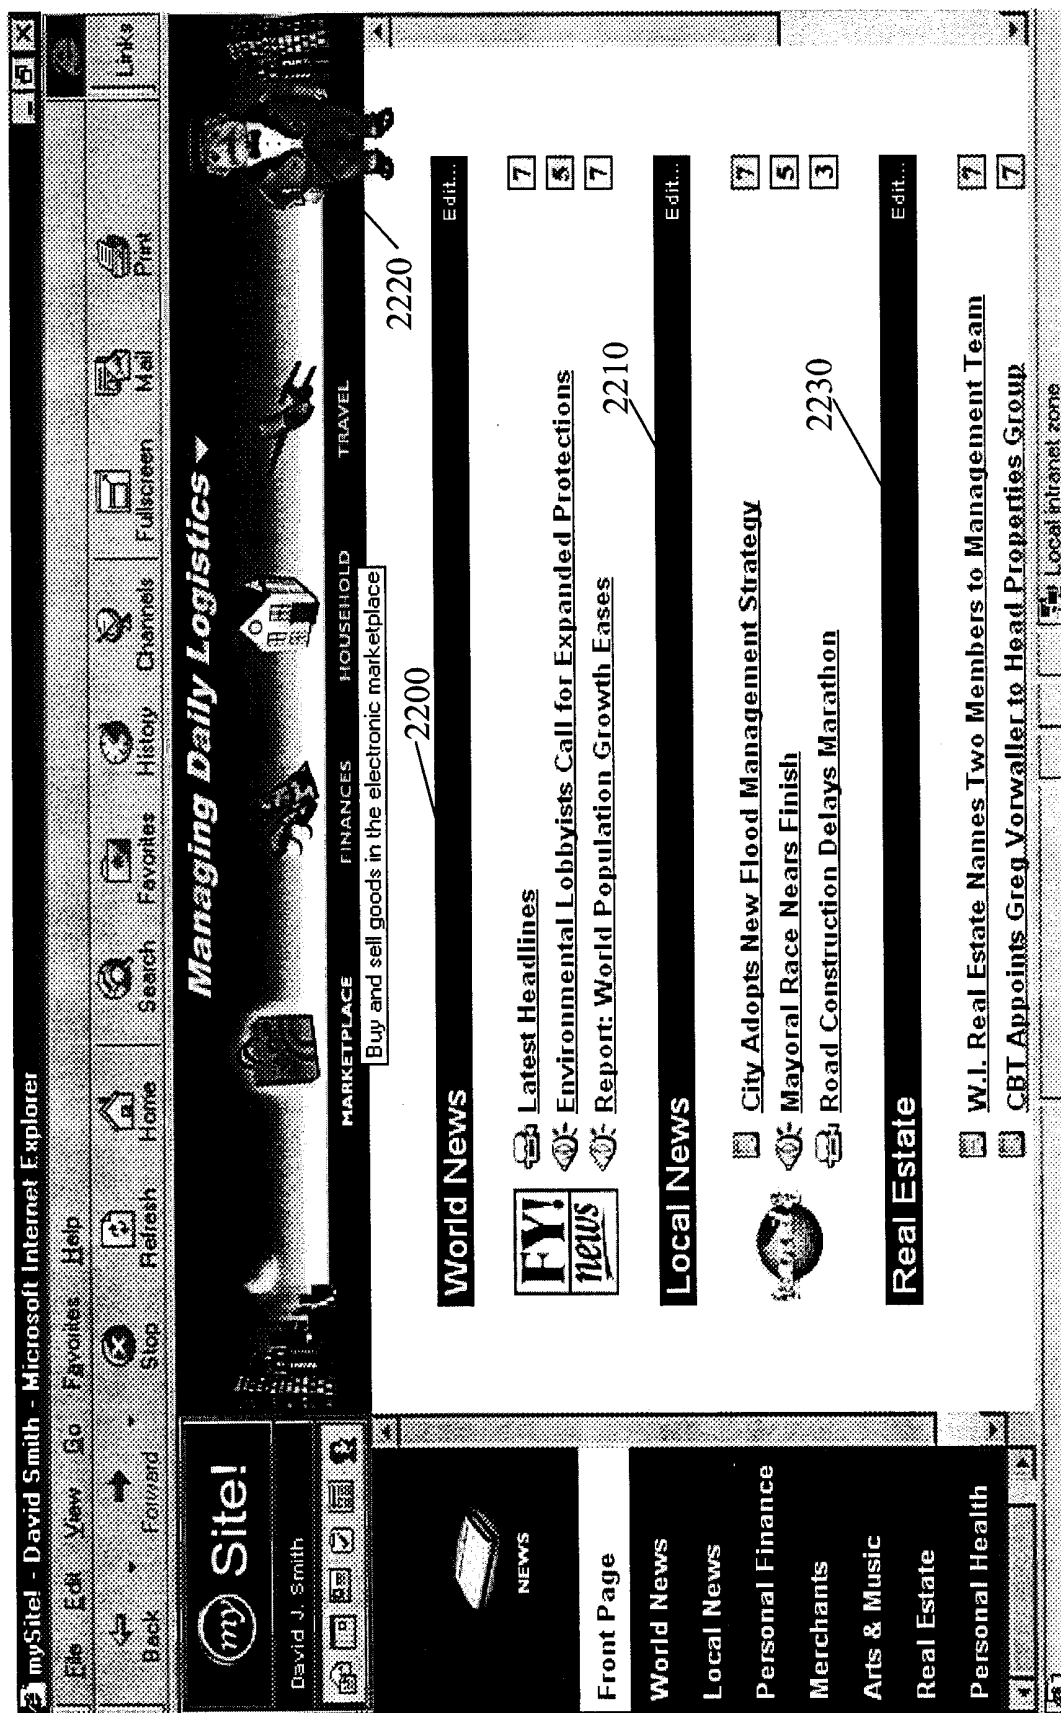 mySite! - David Smith - Microsoft Internet Explorer
File Edit View Go Favorites Help
Back Forward Stop Refresh Home Search Favorites History Channels Fullscreen Mail Print
Links
my Site!
David J. Smith
Managing Daily Logistics
MARKETPLACE FINANCES HOUSEHOLD TRAVEL
Buy and sell goods in the electronic marketplace
2220
NEWS
Front Page
World News
Local News
Personal Finance
Merchants
Arts & Music
Real Estate
Personal Health
2200
World News Edit...
FYI! news
Latest Headlines 7
Environmental Lobbyists Call for Expanded Protections 5
Report: World Population Growth Eases 7
2210
Local News Edit...
City Adopts New Flood Management Strategy 7
Mayoral Race Nears Finish 5
Road Construction Delays Marathon 3
2230
Real Estate Edit...
W.I. Real Estate Names Two Members to Management Team 7
CBT Appoints Greg Vorwaller to Head Properties Group 7
Local intranet zone